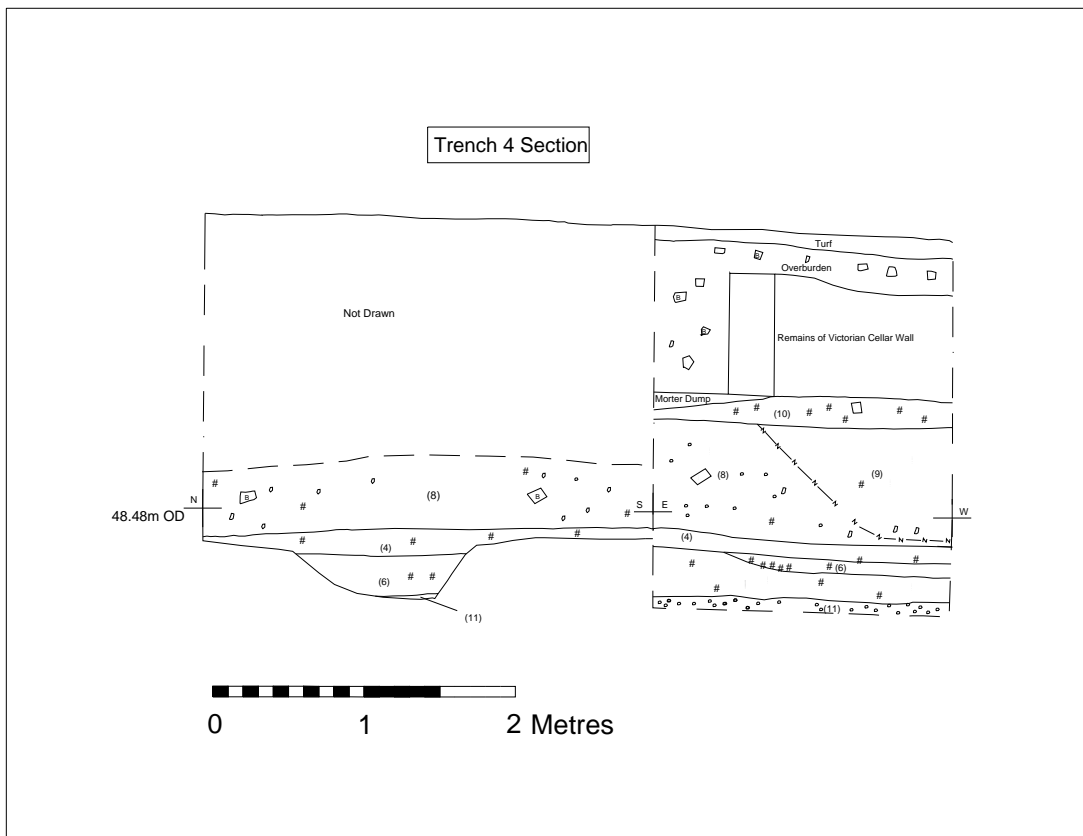 Trench 4 Section
Turf
B
Overburden
B
Not Drawn
B
Remains of Victorian Cellar Wall
Morter Dump
# # # # # # #
(10)
N
N
N
N
N
N
N
N
N
N
(8)
(8)
(9)
#
#
#
#
#
#
B
B
N
S E
W
48.48m OD
(4)
# # # #
(4)
(6)
# #
(6)
# # # # # # # # #
# # # #
(11)
(11)
0 1 2 Metres